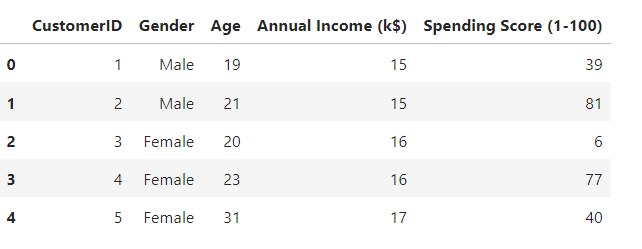 CustomerID Gender Age Annual Income (k$) Spending Score (1-100)
0 1 Male 19 15 39
1 2 Male 21 15 81
2 3 Female 20 16 6
3 4 Female 23 16 77
4 5 Female 31 17 40